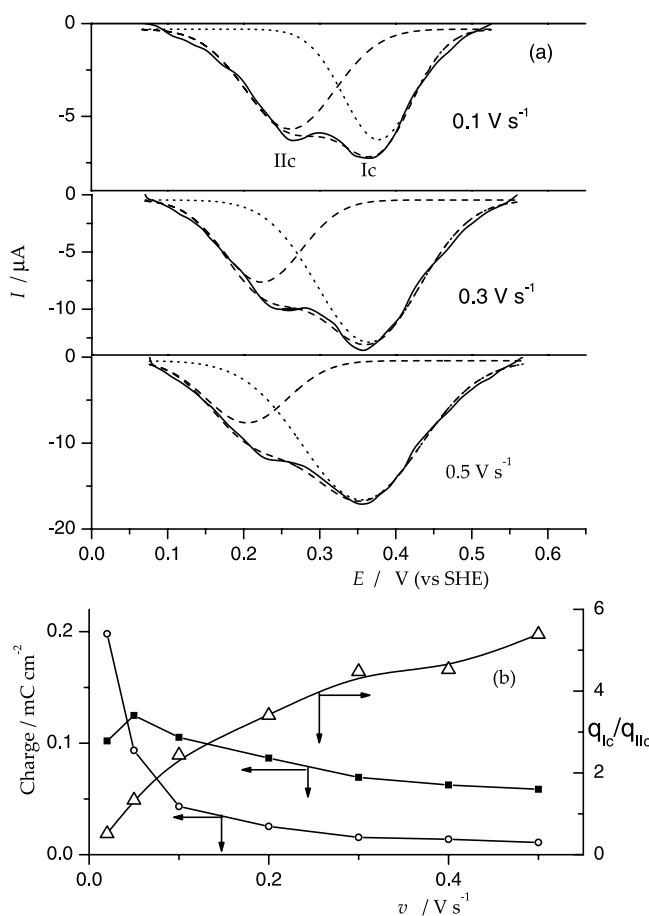 0
(a)
-5
0.1 V s⁻¹
IIc
Ic
0
-5
-10
0.3 V s⁻¹
I / μA
0
-10
0.5 V s⁻¹
-20
0.0 0.1 0.2 0.3 0.4 0.5 0.6
E / V (vs SHE)
6
0.2
(b)
4
Charge / mC cm⁻²
0.1
q_Ic/q_IIc
2
0.0
0
0.0 0.2 0.4
v / V s⁻¹